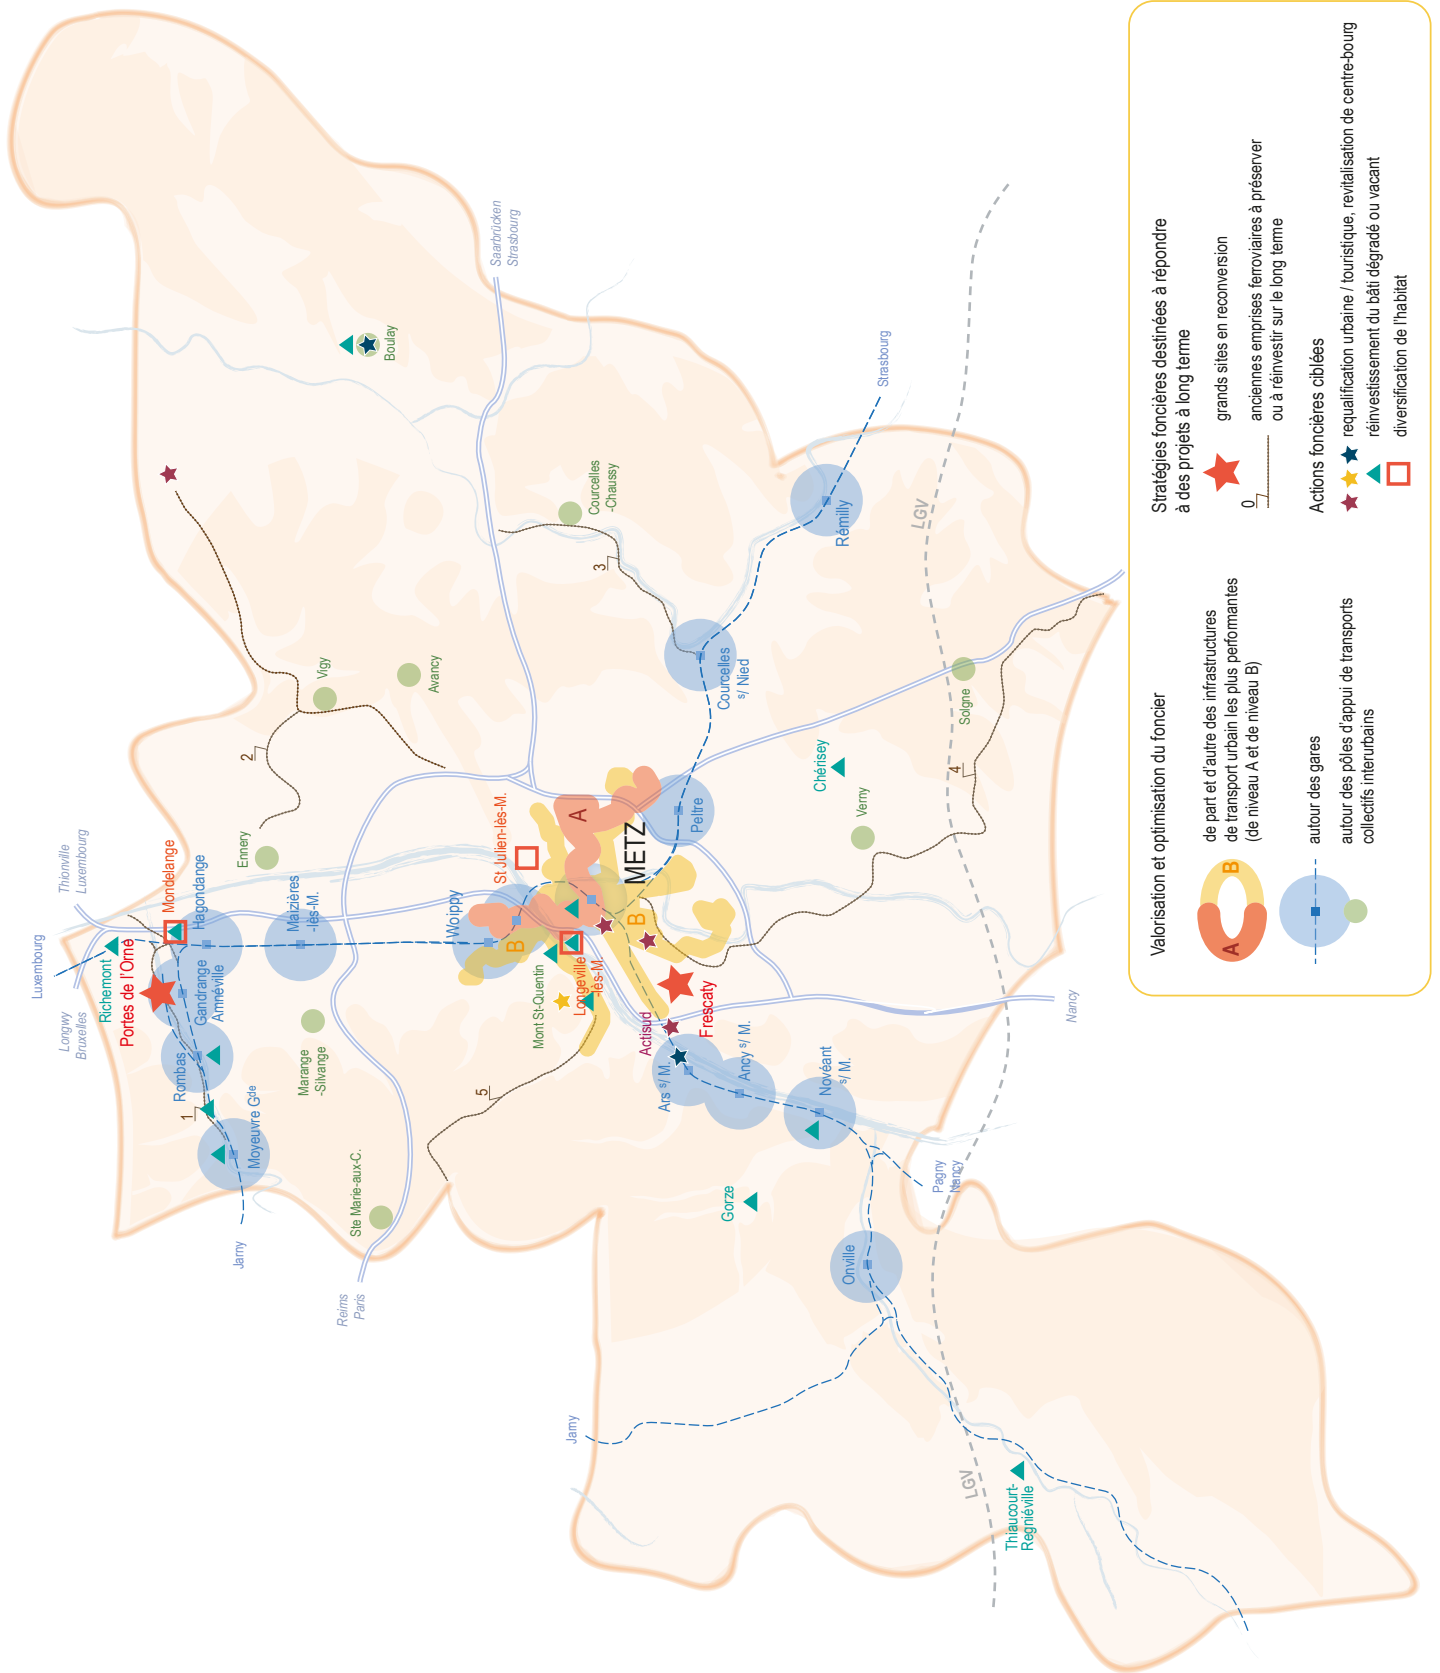 Luxembourg
Thionville
Luxembourg
Longwy
Bruxelles
Richemont
Portes de l'Orne
Mondelange
Hagondange
Gandrange
Amnéville
Rombas
1
Moyeuvre Gde
Jarny
Maizières
-lès-M.
Marange
-Silvange
Ste Marie-aux-C.
Reims
Paris
Ennery
2
Vigy
Avancy
Boulay
Saarbrücken
Strasbourg
Courcelles
-Chaussy
3
Woippy
St Julien-lès-M.
B
A
METZ
B
Mont St-Quentin
Longeville
-lès-M.
5
Actisud
Frescaty
Peltre
Courcelles
s/ Nied
Rémilly
Strasbourg
LGV
Ars s/ M.
Ancy s/ M.
Novéant
s/ M.
Gorze
Onville
Pagny
Nancy
Nancy
Chérisey
Verny
Solgne
4
Jarny
LGV
Thiaucourt-
Regniéville
Valorisation et optimisation du foncier
A
B
de part et d'autre des infrastructures
de transport urbain les plus performantes
(de niveau A et de niveau B)
autour des gares
autour des pôles d'appui de transports
collectifs interurbains
Stratégies foncières destinées à répondre
à des projets à long terme
grands sites en reconversion
0
anciennes emprises ferroviaires à préserver
ou à réinvestir sur le long terme
Actions foncières ciblées
requalification urbaine / touristique, revitalisation de centre-bourg
réinvestissement du bâti dégradé ou vacant
diversification de l'habitat